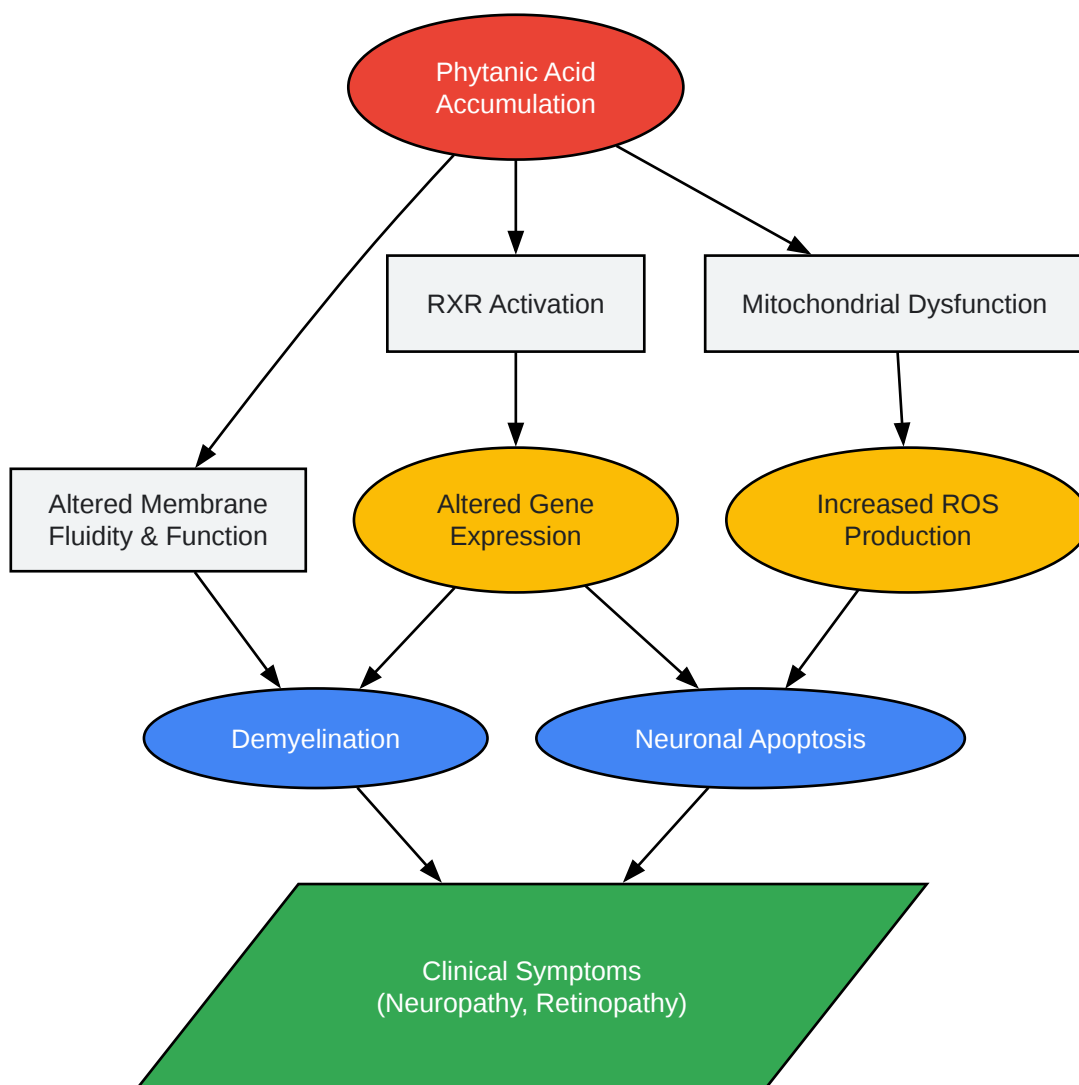 Phytanic Acid
Accumulation
RXR Activation
Mitochondrial Dysfunction
Altered Membrane
Fluidity & Function
Altered Gene
Expression
Increased ROS
Production
Demyelination
Neuronal Apoptosis
Clinical Symptoms
(Neuropathy, Retinopathy)